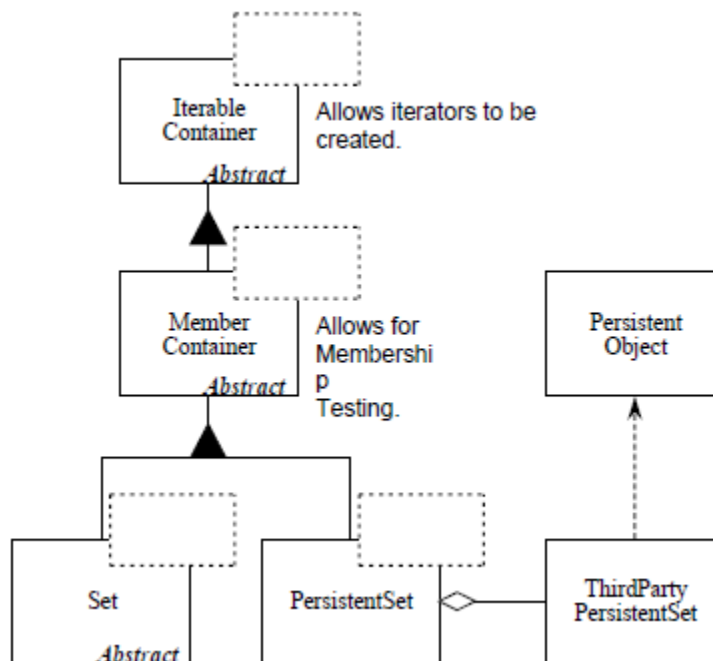 Iterable
Container
Abstract
Allows iterators to be
created.
Member
Container
Abstract
Allows for
Membershi
p
Testing.
Persistent
Object
Set
Abstract
PersistentSet
ThirdParty
PersistentSet